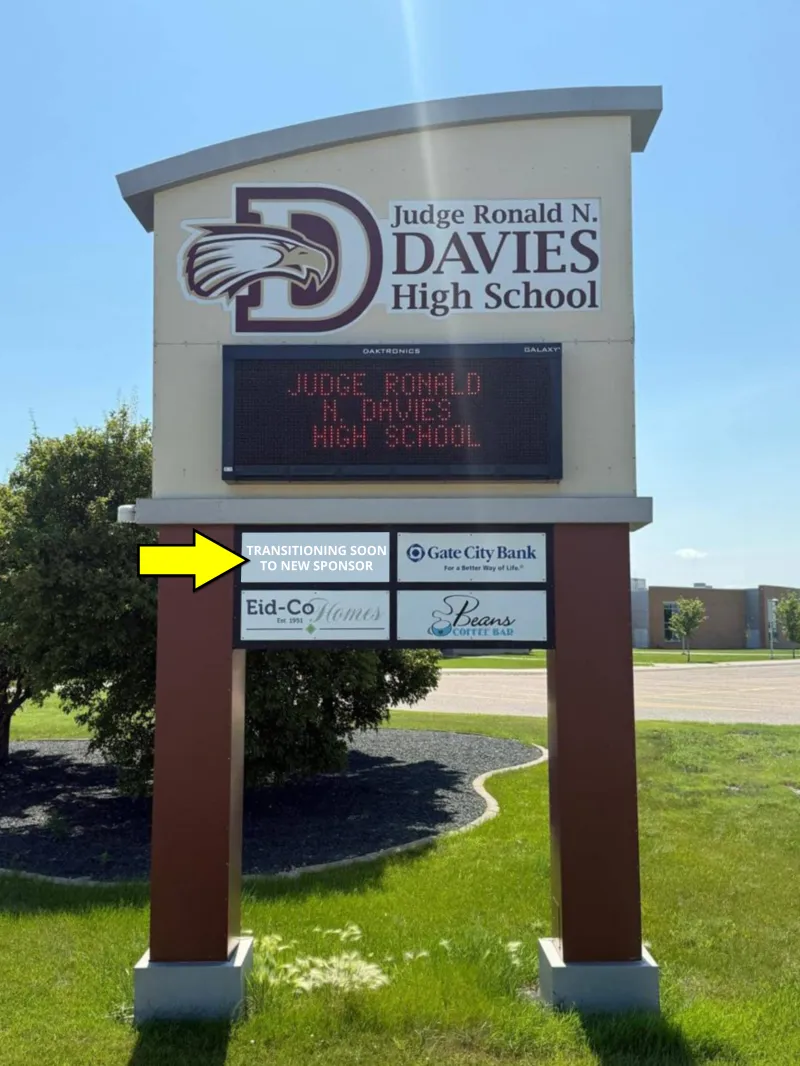 Judge Ronald N.
DAVIES
High School
D
DAKTRONICS GALAXY®
JUDGE RONALD
N. DAVIES
HIGH SCHOOL
TRANSITIONING SOON
TO NEW SPONSOR
Gate City Bank
For a Better Way of Life.®
Eid-Co Homes
Est. 1951
Beans
COFFEE BAR